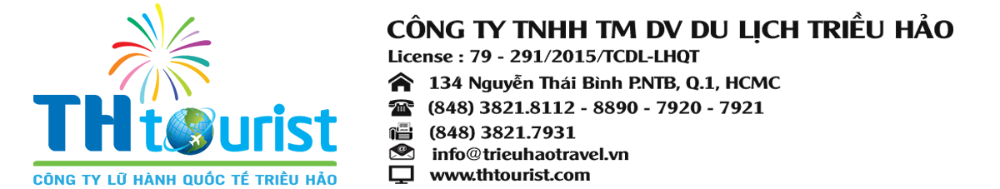 THtourist
CÔNG TY LỮ HÀNH QUỐC TẾ TRIỀU HẢO
CÔNG TY TNHH TM DV DU LỊCH TRIỀU HẢO
License : 79 - 291/2015/TCDL-LHQT
134 Nguyễn Thái Bình P.NTB, Q.1, HCMC
(848) 3821.8112 - 8890 - 7920 - 7921
(848) 3821.7931
info@trieuhaotravel.vn
www.thtourist.com